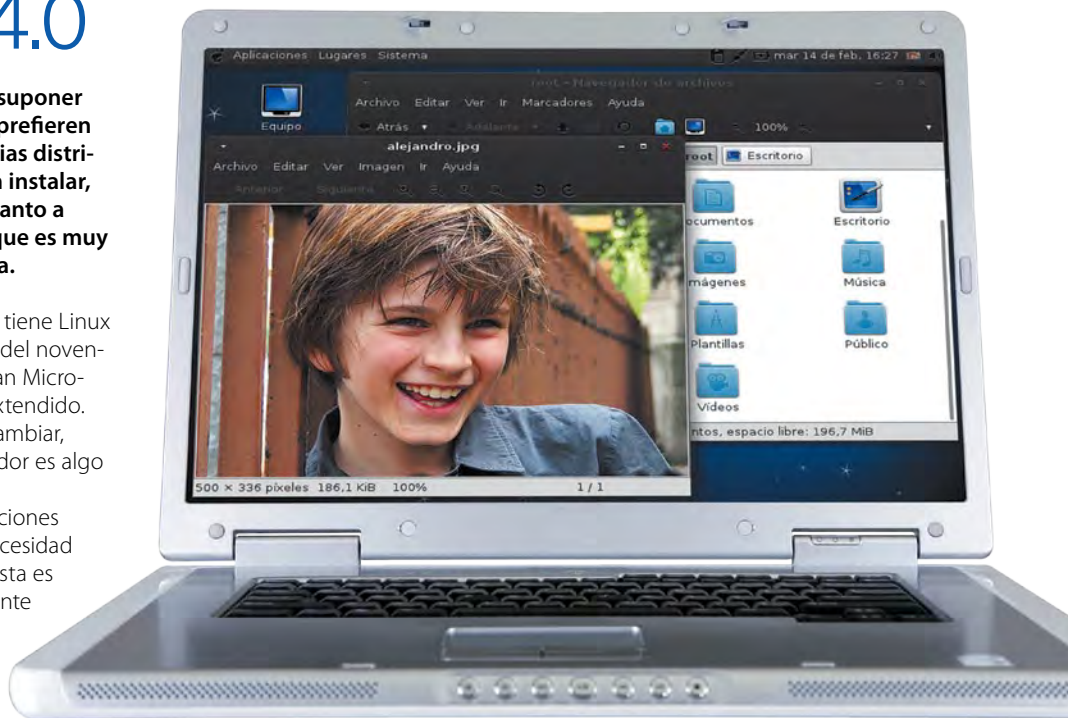 4.0
suponer
prefieren
ias distri-
instalar,
anto a
que es muy
a.
tiene Linux
del noven-
an Micro-
xtendido.
ambiar,
dor es algo
ciones
cesidad
sta es
nte
Aplicaciones Lugares Sistema
mar 14 de feb, 16:27
Equipo
root - Navegador de archivos
Archivo Editar Ver Ir Marcadores Ayuda
Atrás Adelante 100%
root Escritorio
alejandro.jpg
Archivo Editar Ver Imagen Ir Ayuda
Anterior Siguiente
ocumentos Escritorio
mágenes Música
Plantillas Público
Vídeos
ntos, espacio libre: 196,7 MiB
500 × 336 píxeles 186,1 KiB 100% 1 / 1